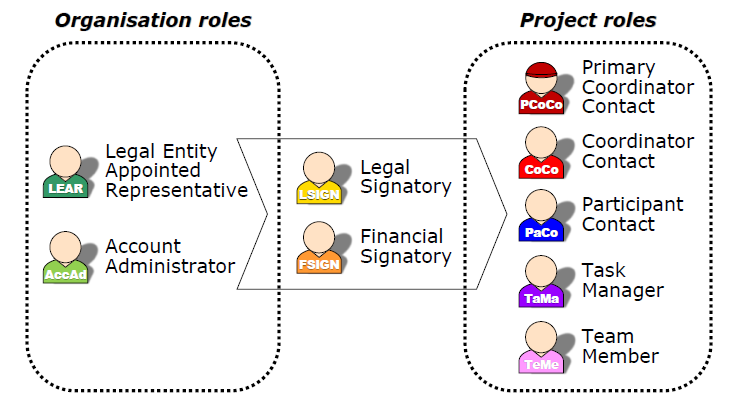 Organisation roles
Project roles
LEAR
Legal Entity
Appointed
Representative
AccAd
Account
Administrator
LSIGN
Legal
Signatory
FSIGN
Financial
Signatory
PCoCo
Primary
Coordinator
Contact
CoCo
Coordinator
Contact
PaCo
Participant
Contact
TaMa
Task
Manager
TeMe
Team
Member